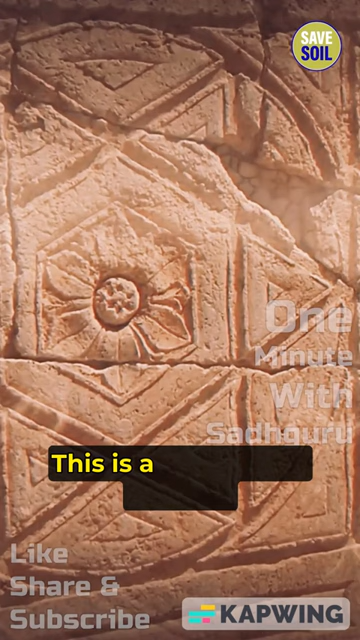 SAVE
SOIL
One
Minute
With
Sadhguru
This is a
Like
Share &
Subscribe
KAPWING